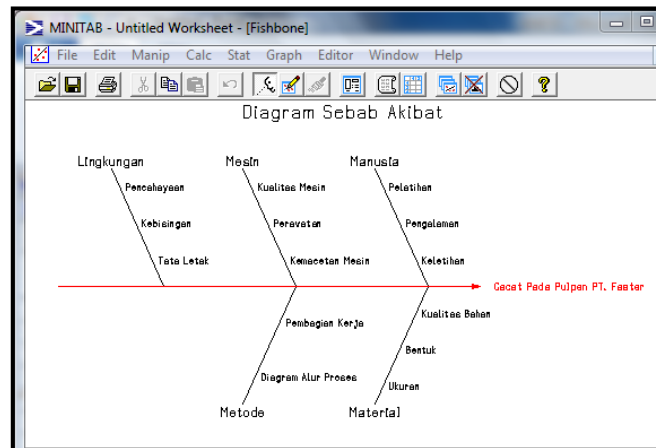 MINITAB - Untitled Worksheet - [Fishbone]
File Edit Manip Calc Stat Graph Editor Window Help
Diagram Sebab Akibat
Lingkungan Mesin Manusia
Pencahayaan Kualitas Mesin Pelatihan
Kebisingan Peravatan Pengalaman
Tata Letak Kemacetan Mesin Keletihan
Cacat Pada Pulpen PT. Faster
Kualitas Bahan
Pembagian Kerja
Bentuk
Diagram Alur Proses
Ukuran
Metode Material